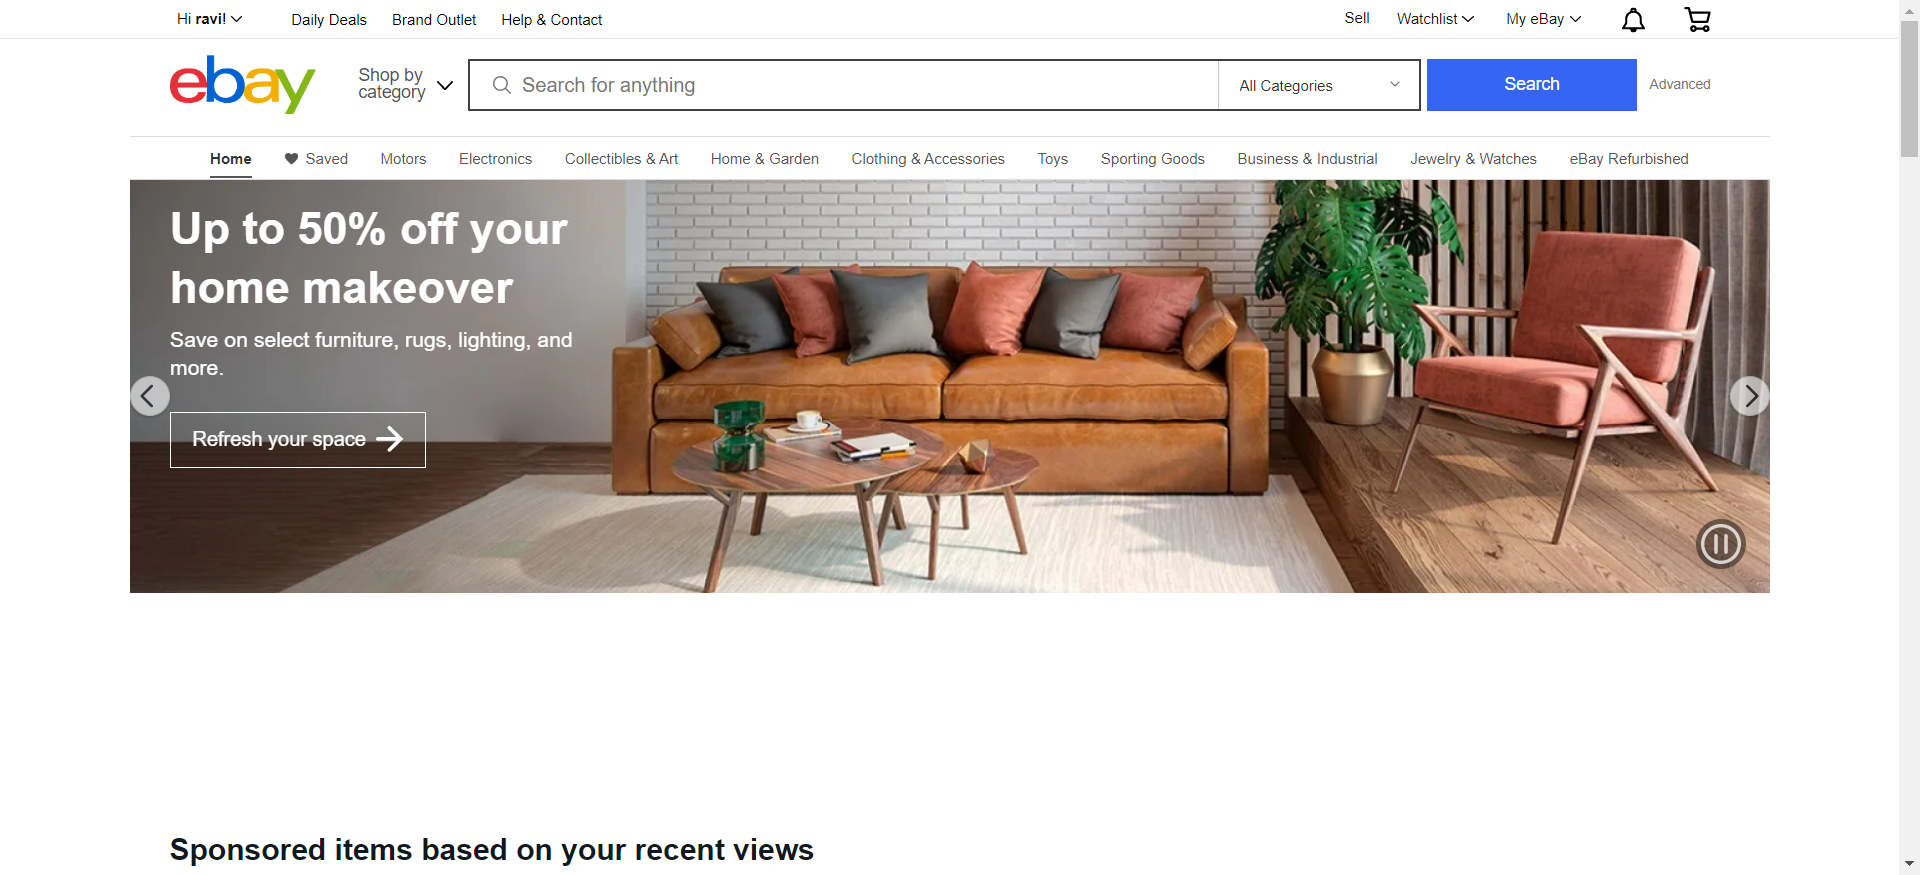 Hi ravi!
Daily Deals
Brand Outlet
Help & Contact
Sell
Watchlist
My eBay
ebay
Shop by
category
Search for anything
All Categories
Search
Advanced
Home
Saved
Motors
Electronics
Collectibles & Art
Home & Garden
Clothing & Accessories
Toys
Sporting Goods
Business & Industrial
Jewelry & Watches
eBay Refurbished
Up to 50% off your
home makeover
Save on select furniture, rugs, lighting, and
more.
Refresh your space
Sponsored items based on your recent views